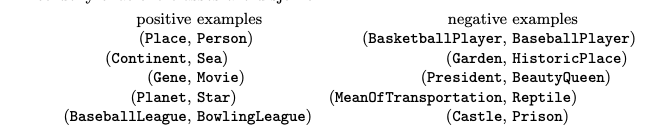 positive examples negative examples
(Place, Person) (BasketballPlayer, BaseballPlayer)
(Continent, Sea) (Garden, HistoricPlace)
(Gene, Movie) (President, BeautyQueen)
(Planet, Star) (MeanOfTransportation, Reptile)
(BaseballLeague, BowlingLeague) (Castle, Prison)